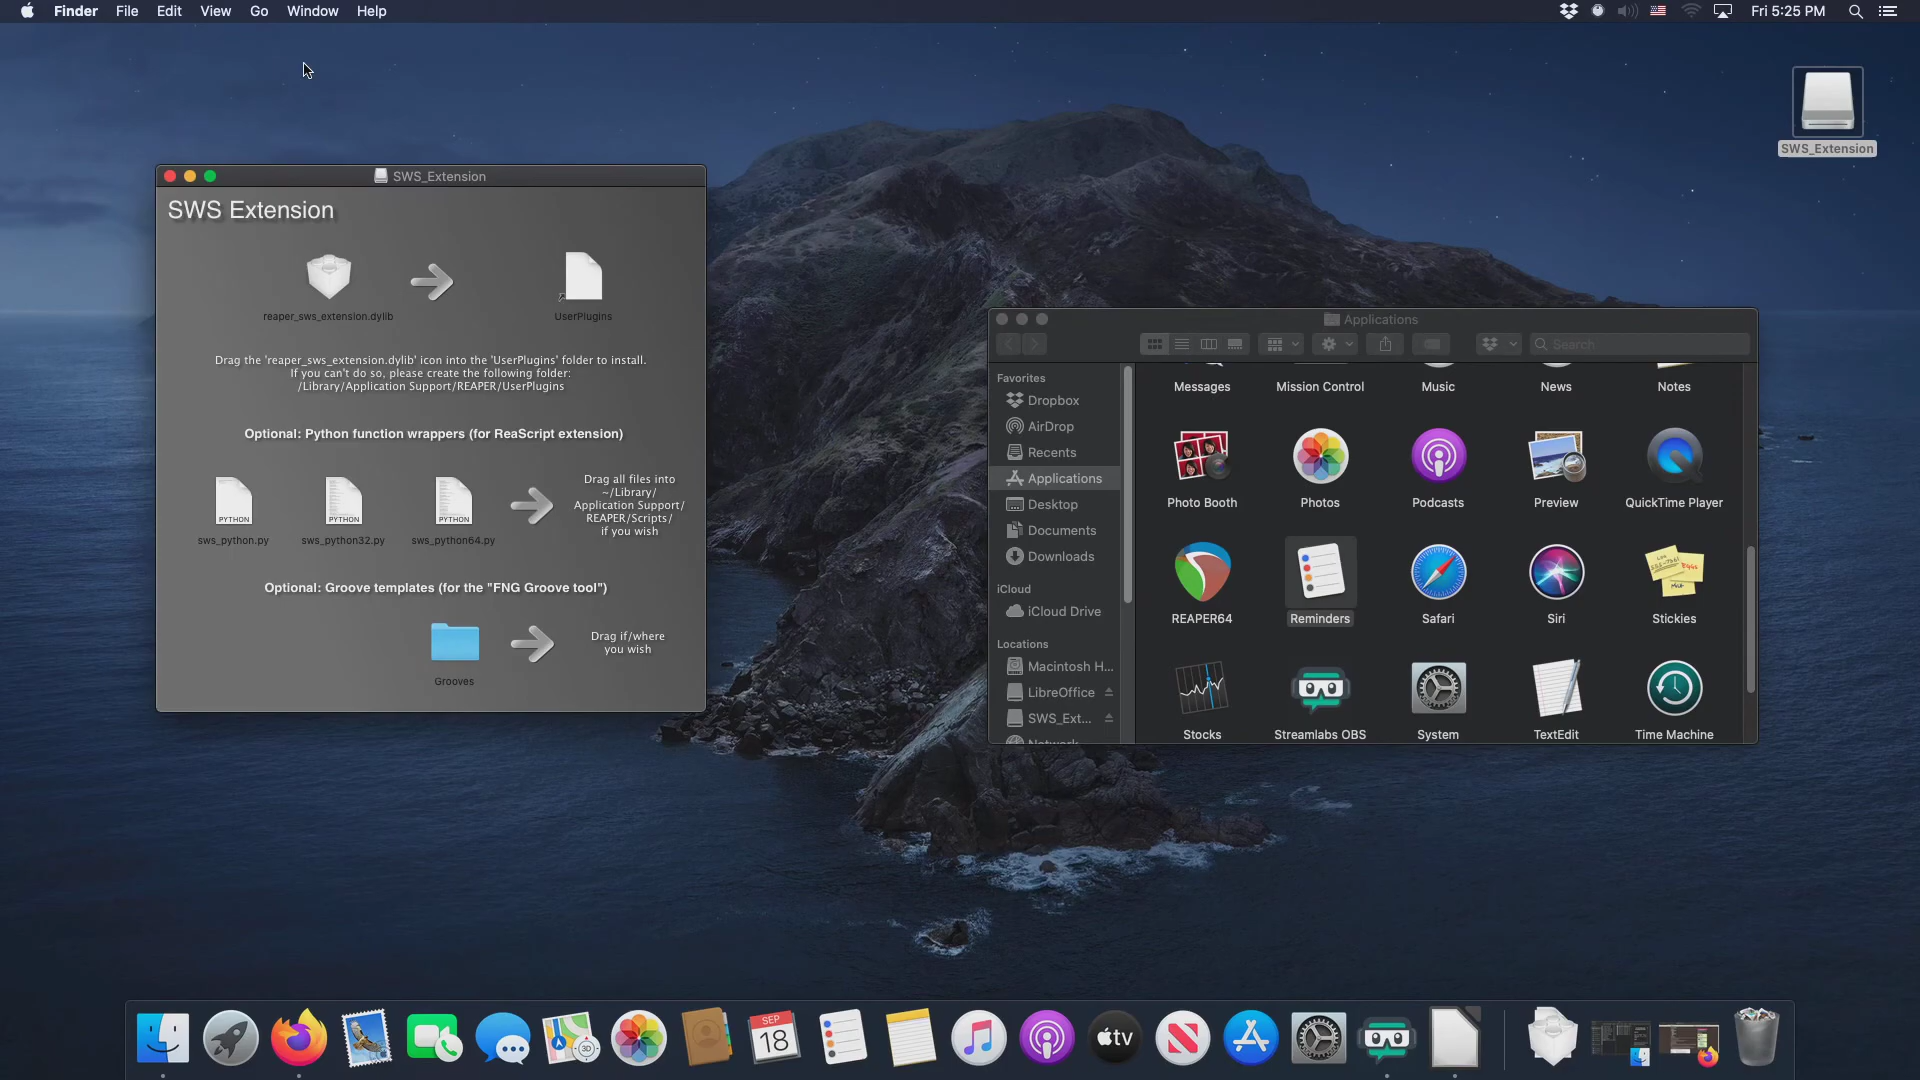 Finder File Edit View Go Window Help
Fri 5:25 PM
SWS_Extension
SWS_Extension
SWS Extension
reaper_sws_extension.dylib
UserPlugins
Drag the 'reaper_sws_extension.dylib' icon into the 'UserPlugins' folder to install.
If you can't do so, please create the following folder:
/Library/Application Support/REAPER/UserPlugins
Optional: Python function wrappers (for ReaScript extension)
PYTHON
PYTHON
PYTHON
sws_python.py
sws_python32.py
sws_python64.py
Drag all files into
~/Library/
Application Support/
REAPER/Scripts/
if you wish
Optional: Groove templates (for the "FNG Groove tool")
Grooves
Drag if/where
you wish
Applications
Search
Favorites
Dropbox
AirDrop
Recents
Applications
Desktop
Documents
Downloads
iCloud
iCloud Drive
Locations
Macintosh H...
LibreOffice
SWS_Ext...
Network
Messages
Mission Control
Music
News
Notes
Photo Booth
Photos
Podcasts
Preview
QuickTime Player
REAPER64
Reminders
Safari
Siri
Stickies
Stocks
Streamlabs OBS
System
TextEdit
Time Machine
3D
SEP
18
tv